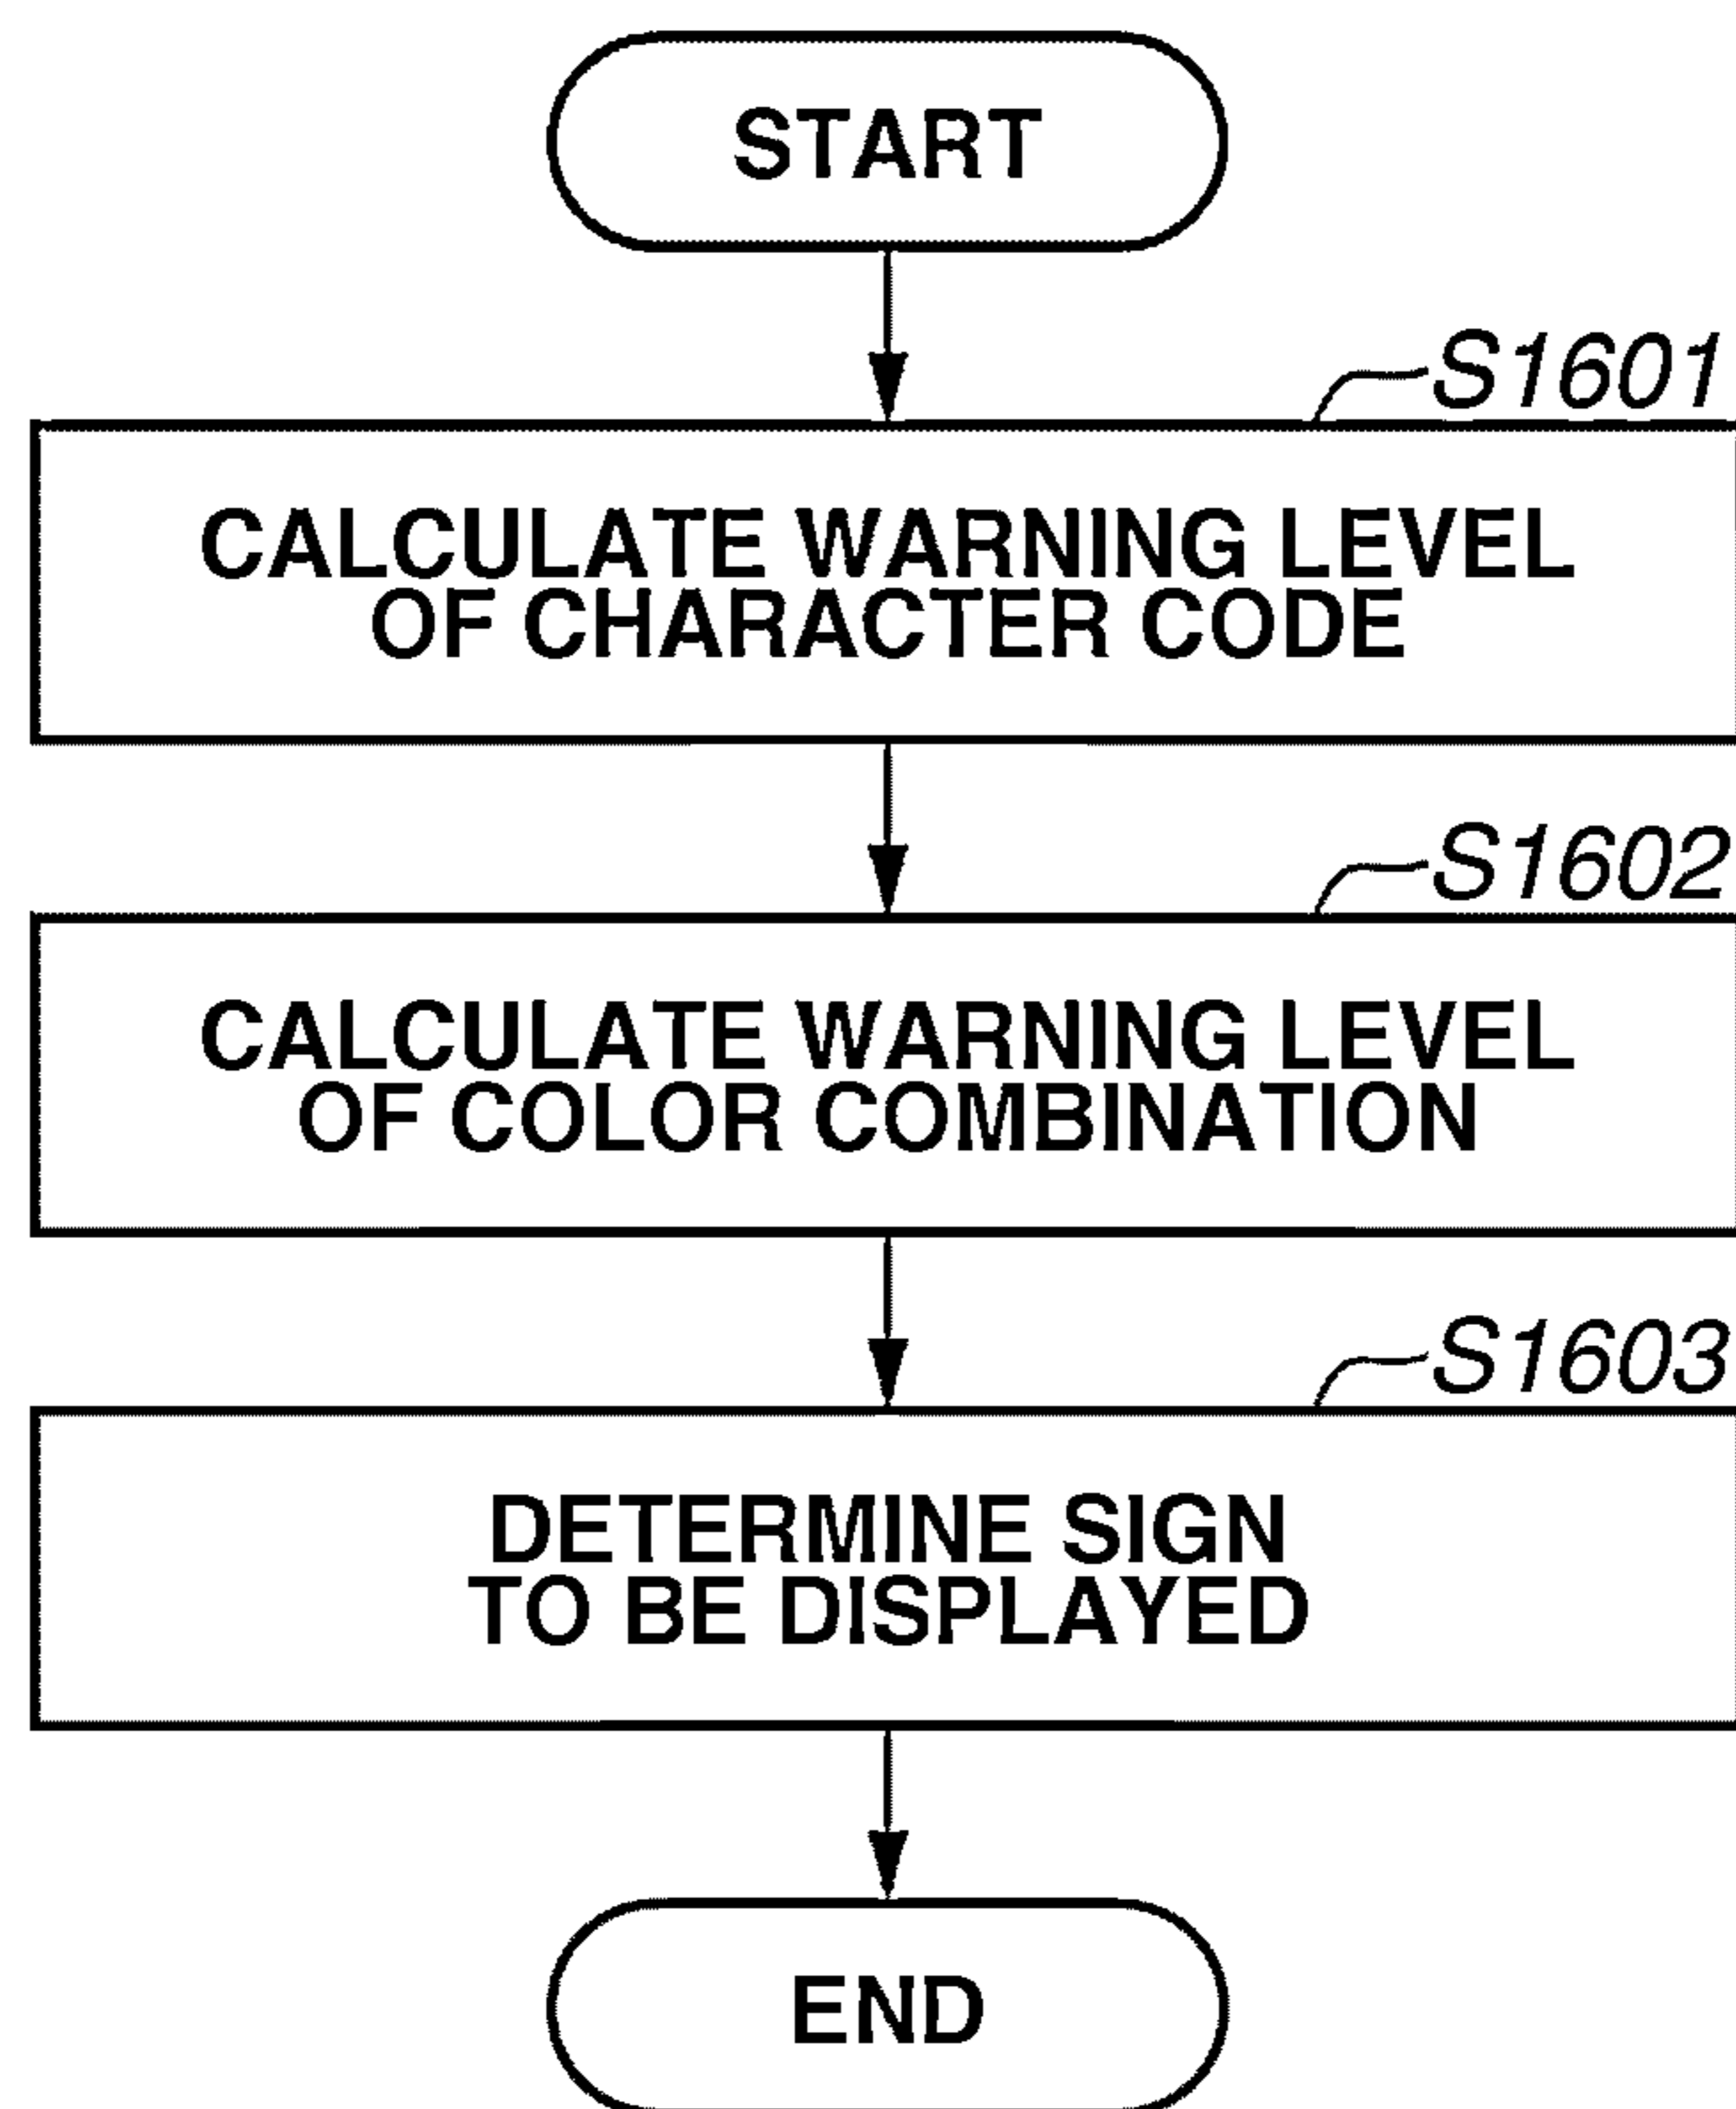 START
S1601
CALCULATE WARNING LEVEL
OF CHARACTER CODE
S1602
CALCULATE WARNING LEVEL
OF COLOR COMBINATION
S1603
DETERMINE SIGN
TO BE DISPLAYED
END